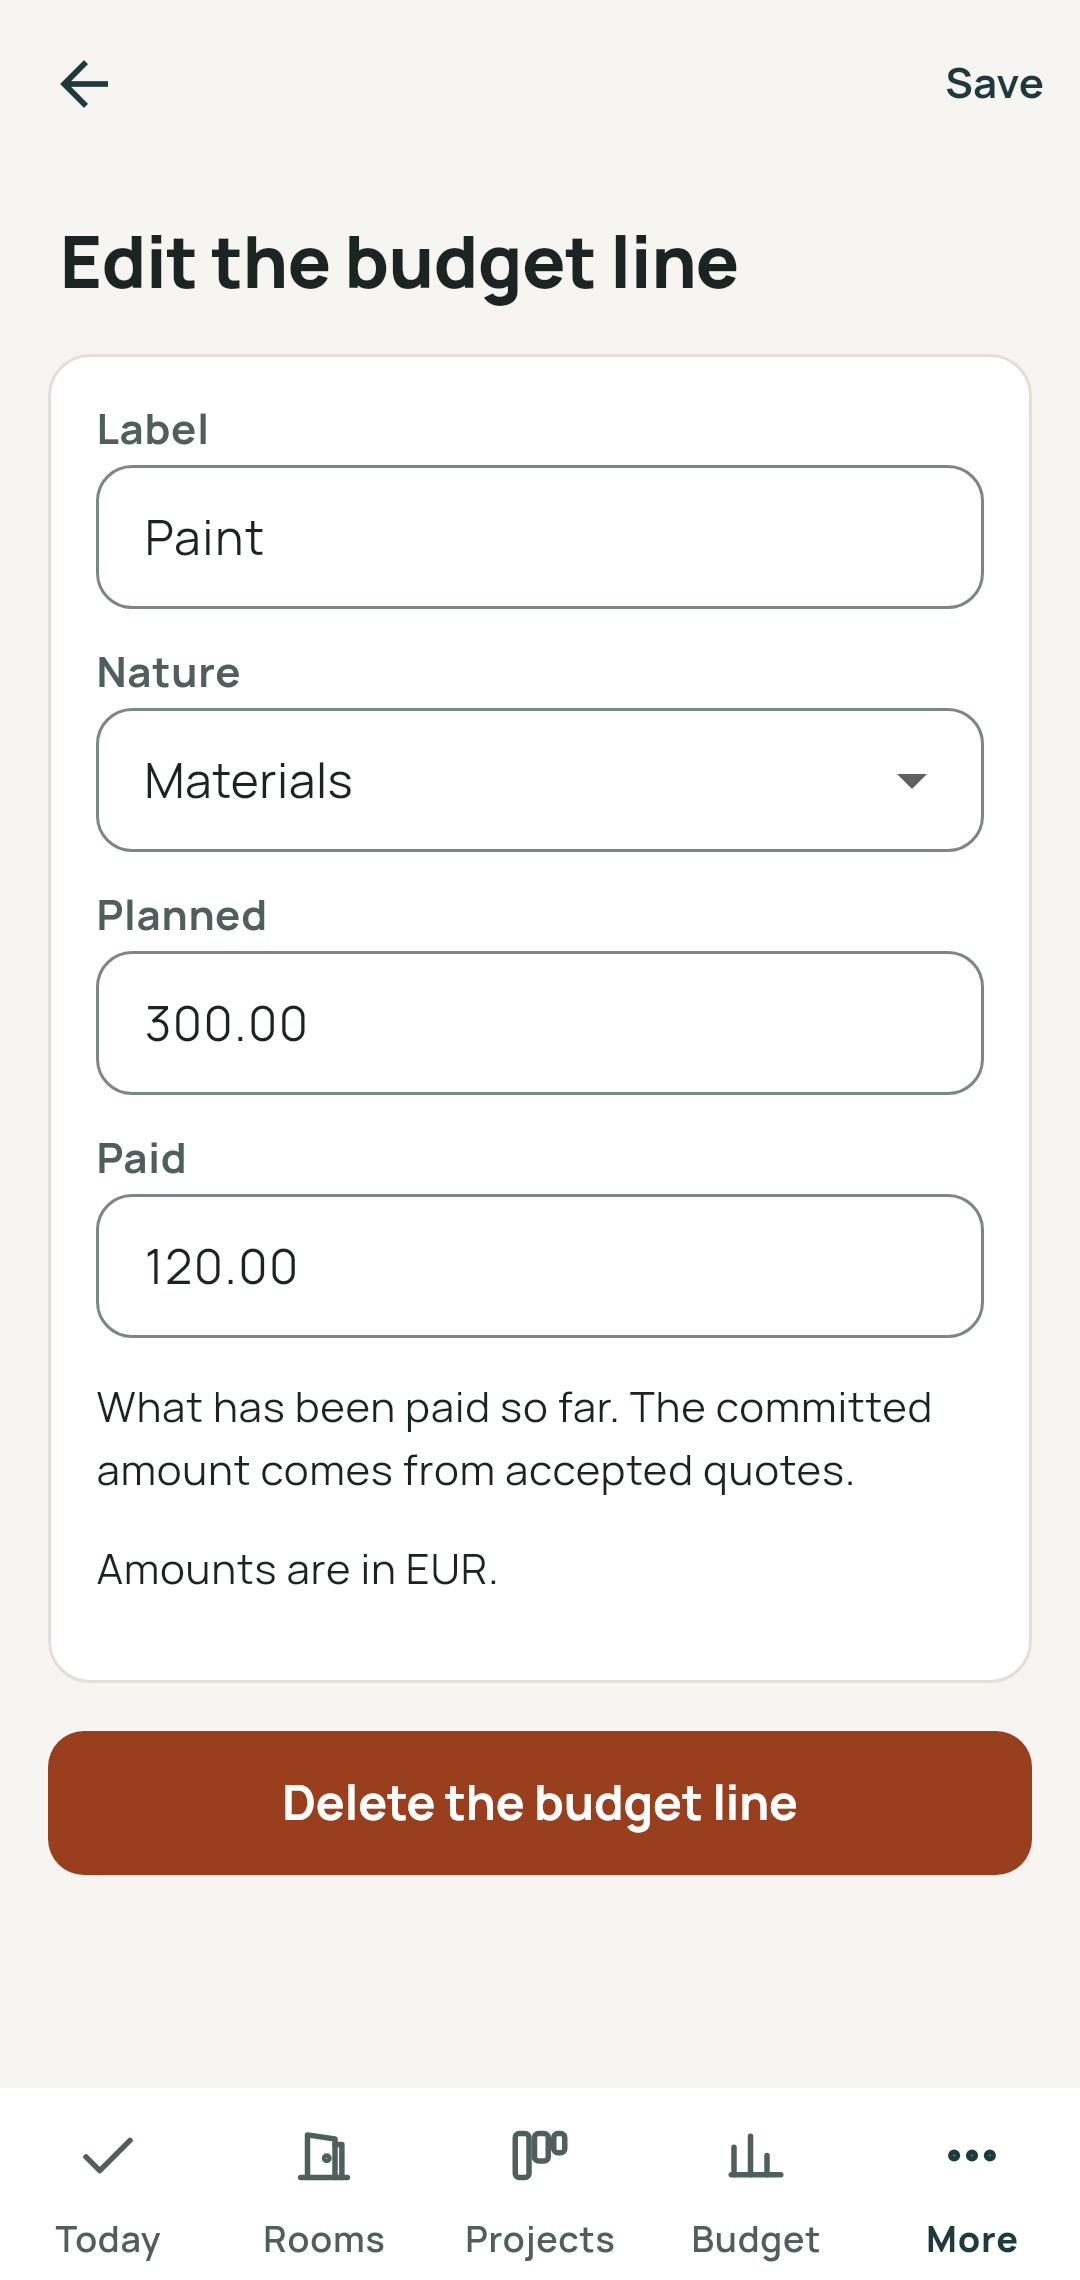 Save
Edit the budget line
Label
Paint
Nature
Materials
Planned
300.00
Paid
120.00
What has been paid so far. The committed
amount comes from accepted quotes.
Amounts are in EUR.
Delete the budget line
Today
Rooms
Projects
Budget
More